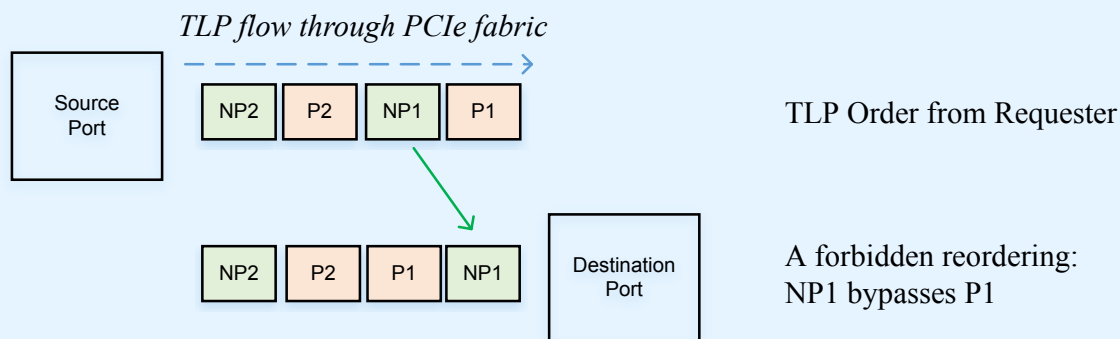 TLP flow through PCIe fabric
Source
Port
NP2 P2 NP1 P1
TLP Order from Requester
NP2 P2 P1 NP1
Destination
Port
A forbidden reordering:
NP1 bypasses P1